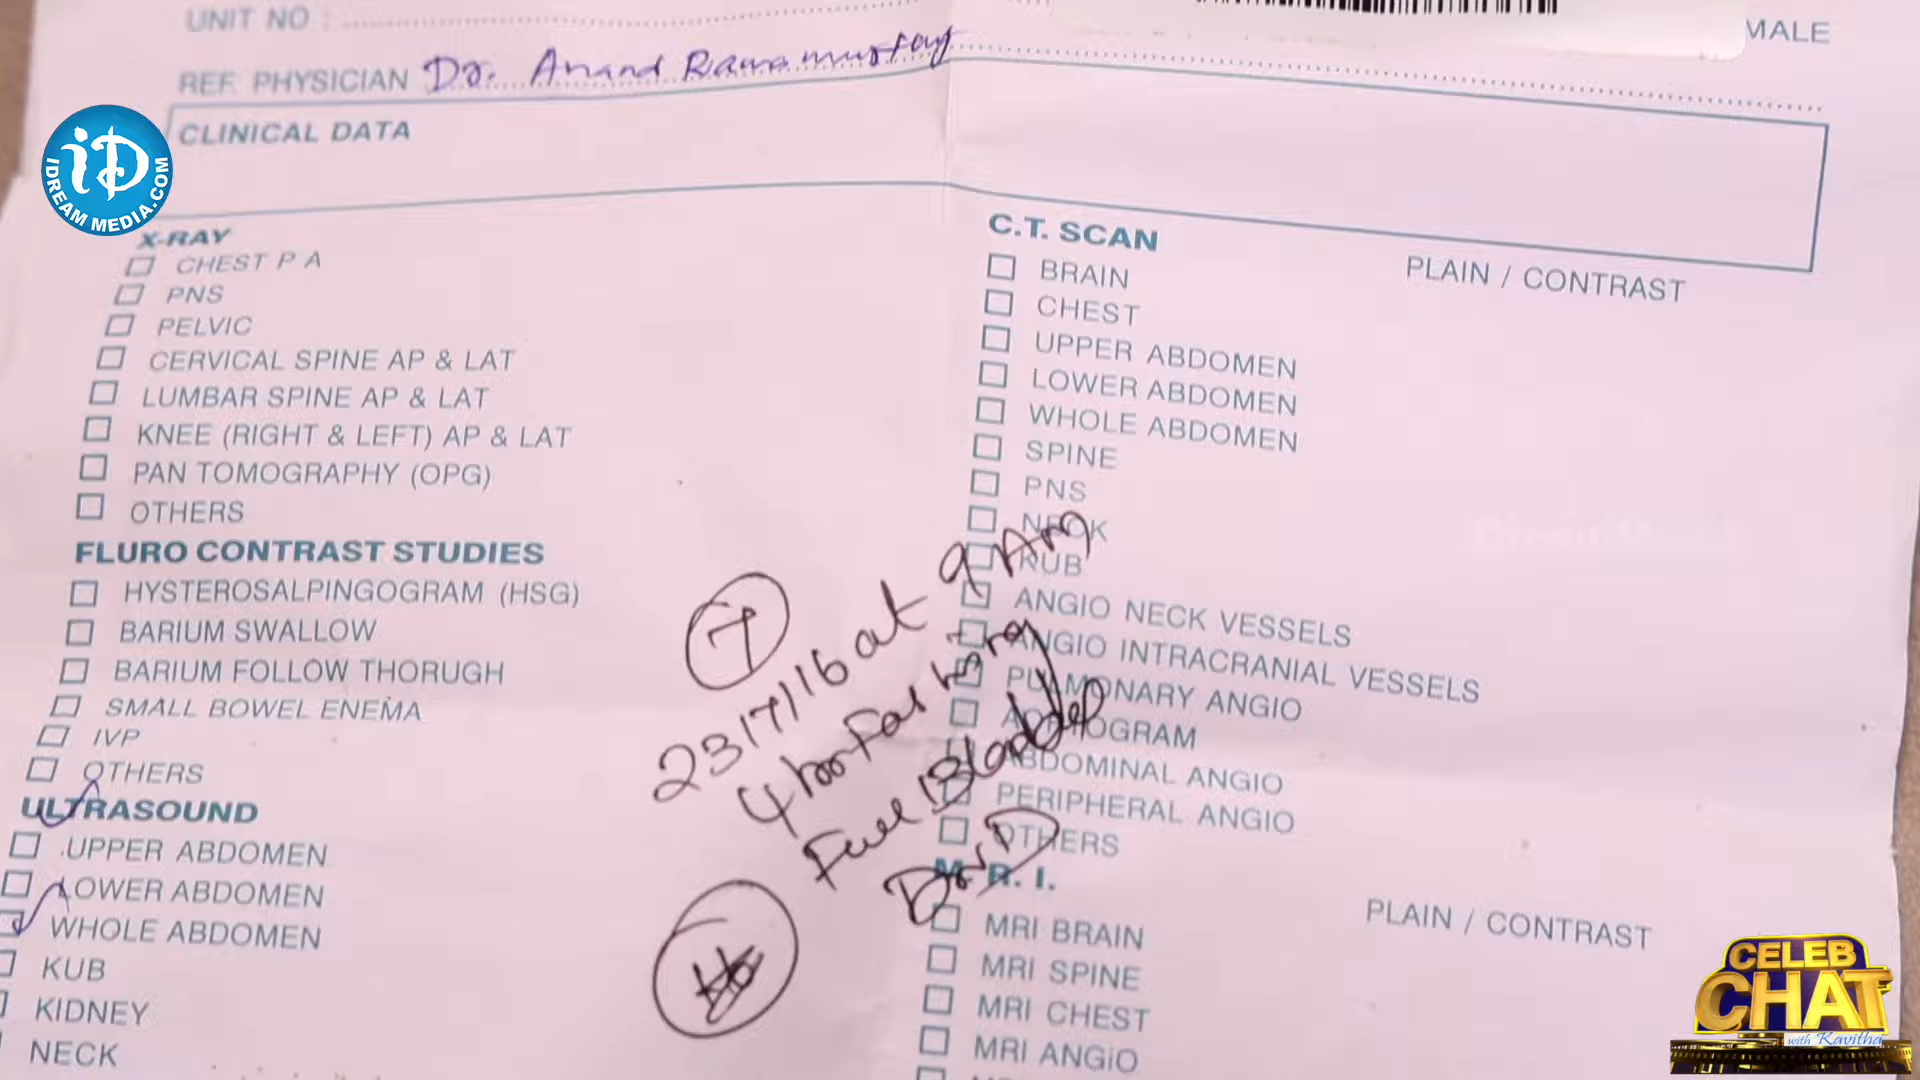 UNIT NO :
MALE
REF. PHYSICIAN Dr. Anand Ramamurtay
CLINICAL DATA
iD
IDREAM MEDIA.COM
X-RAY
CHEST P A
PNS
PELVIC
CERVICAL SPINE AP & LAT
LUMBAR SPINE AP & LAT
KNEE (RIGHT & LEFT) AP & LAT
PAN TOMOGRAPHY (OPG)
OTHERS
FLURO CONTRAST STUDIES
HYSTEROSALPINGOGRAM (HSG)
BARIUM SWALLOW
BARIUM FOLLOW THORUGH
SMALL BOWEL ENEMA
IVP
OTHERS
ULTRASOUND
UPPER ABDOMEN
LOWER ABDOMEN
WHOLE ABDOMEN
KUB
KIDNEY
NECK
7
23/7/16 at 9 Am
4 hor Fasting
Full Bladder
C.T. SCAN
PLAIN / CONTRAST
BRAIN
CHEST
UPPER ABDOMEN
LOWER ABDOMEN
WHOLE ABDOMEN
SPINE
PNS
NECK
KUB
ANGIO NECK VESSELS
ANGIO INTRACRANIAL VESSELS
PULMONARY ANGIO
AORTOGRAM
ABDOMINAL ANGIO
PERIPHERAL ANGIO
OTHERS
M. R. I.
PLAIN / CONTRAST
MRI BRAIN
MRI SPINE
MRI CHEST
MRI ANGIO
CELEB
CHAT
with Kavitha